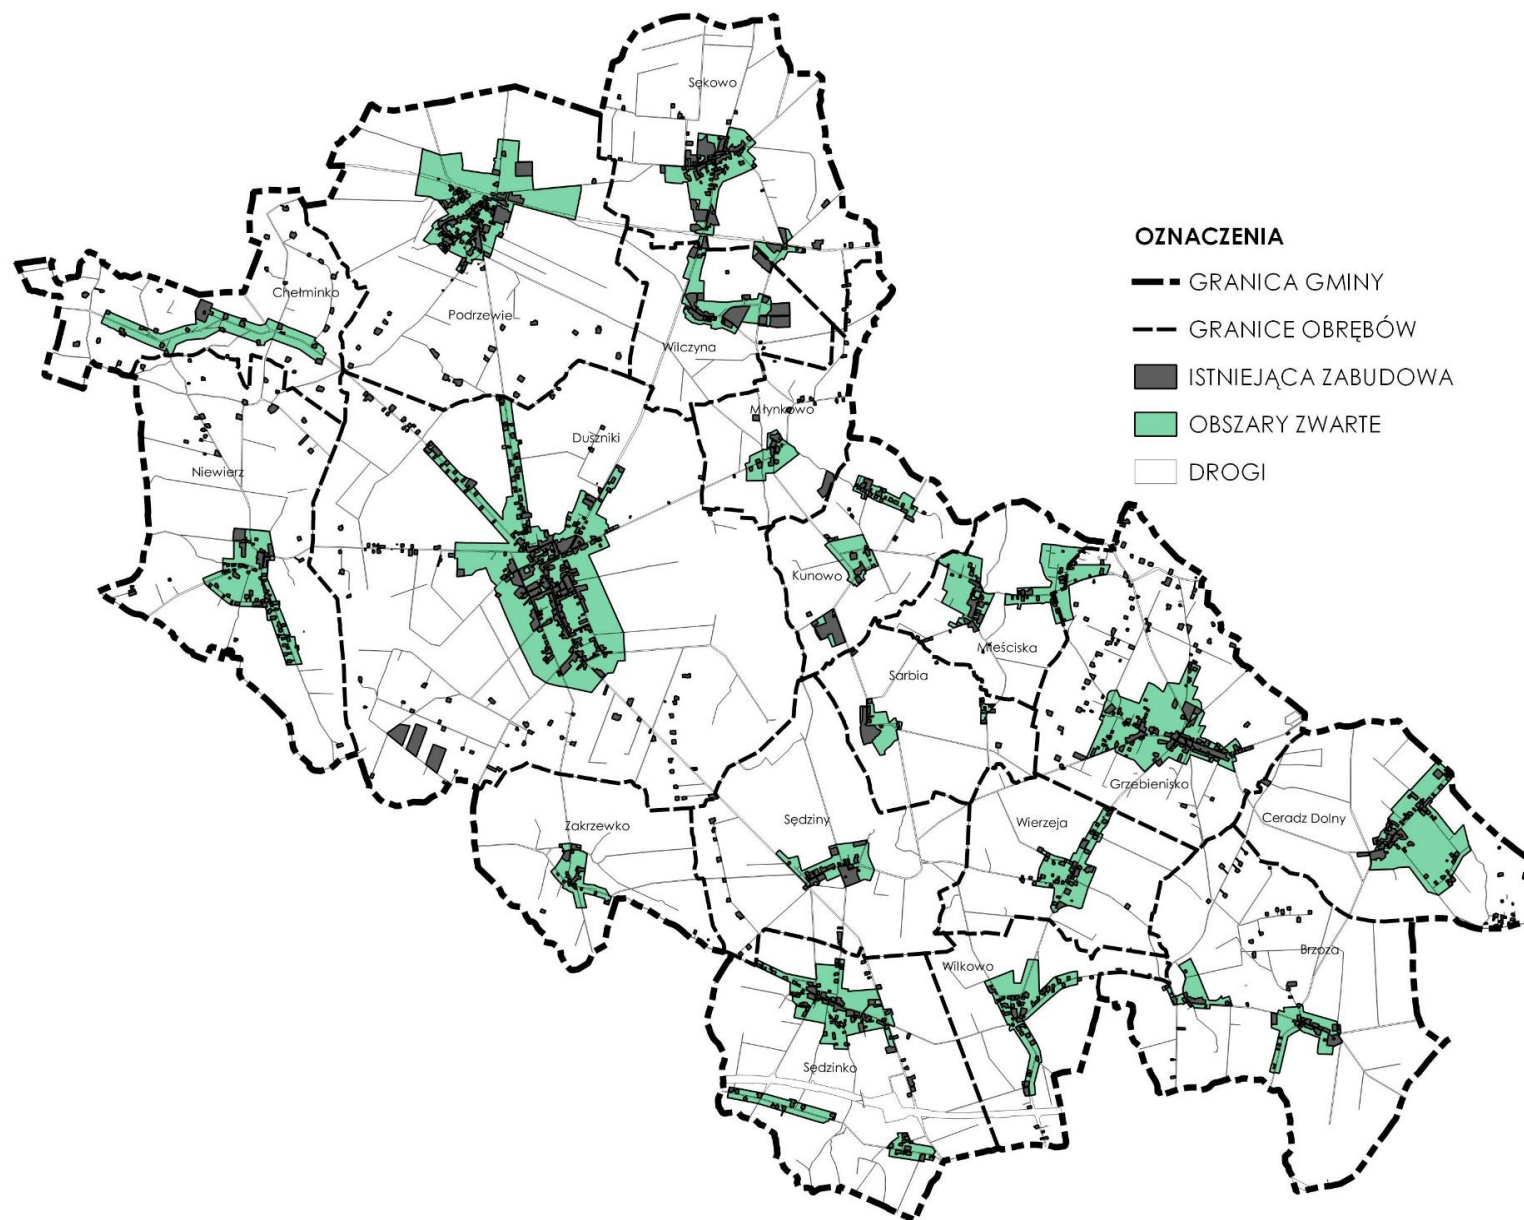 Sękowo
OZNACZENIA
GRANICA GMINY
Chełminko
Podrzewie
GRANICE OBRĘBÓW
Wilczyna
ISTNIEJĄCA ZABUDOWA
Młynkowo
OBSZARY ZWARTE
Duszniki
Niewierz
DROGI
Kunowo
Mieściska
Sarbia
Grzebienisko
Zakrzewko
Sędziny
Wierzeja
Ceradz Dolny
Brzoza
Wilkowo
Sędzinko